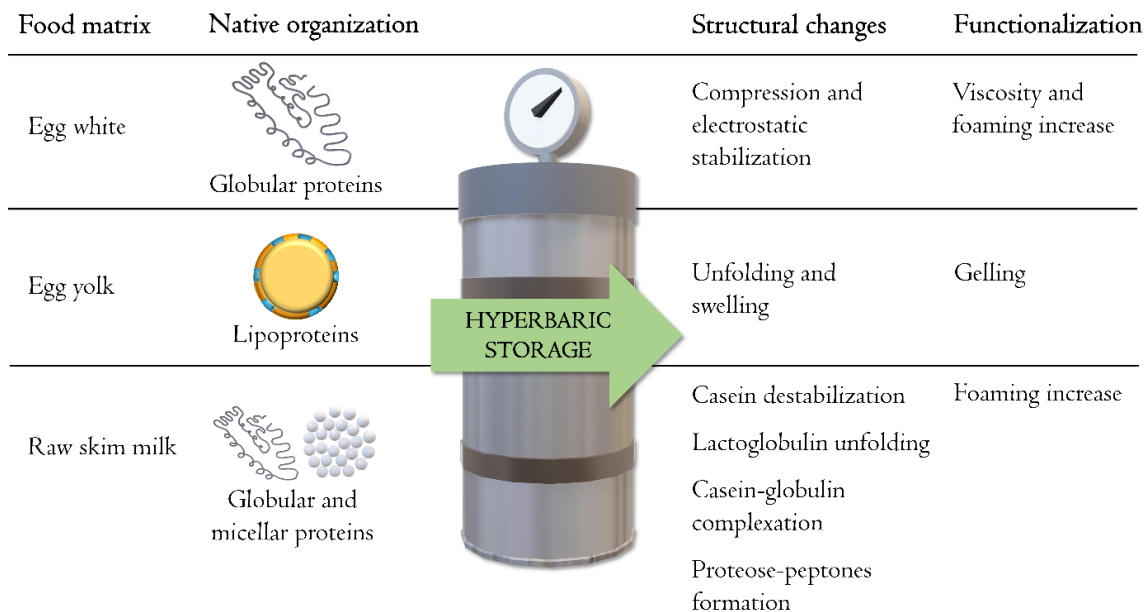 Food matrix
Native organization
Structural changes
Functionalization
Egg white
Globular proteins
Compression and
electrostatic
stabilization
Viscosity and
foaming increase
Egg yolk
Lipoproteins
HYPERBARIC
STORAGE
Unfolding and
swelling
Gelling
Raw skim milk
Globular and
micellar proteins
Casein destabilization
Lactoglobulin unfolding
Casein-globulin
complexation
Proteose-peptones
formation
Foaming increase